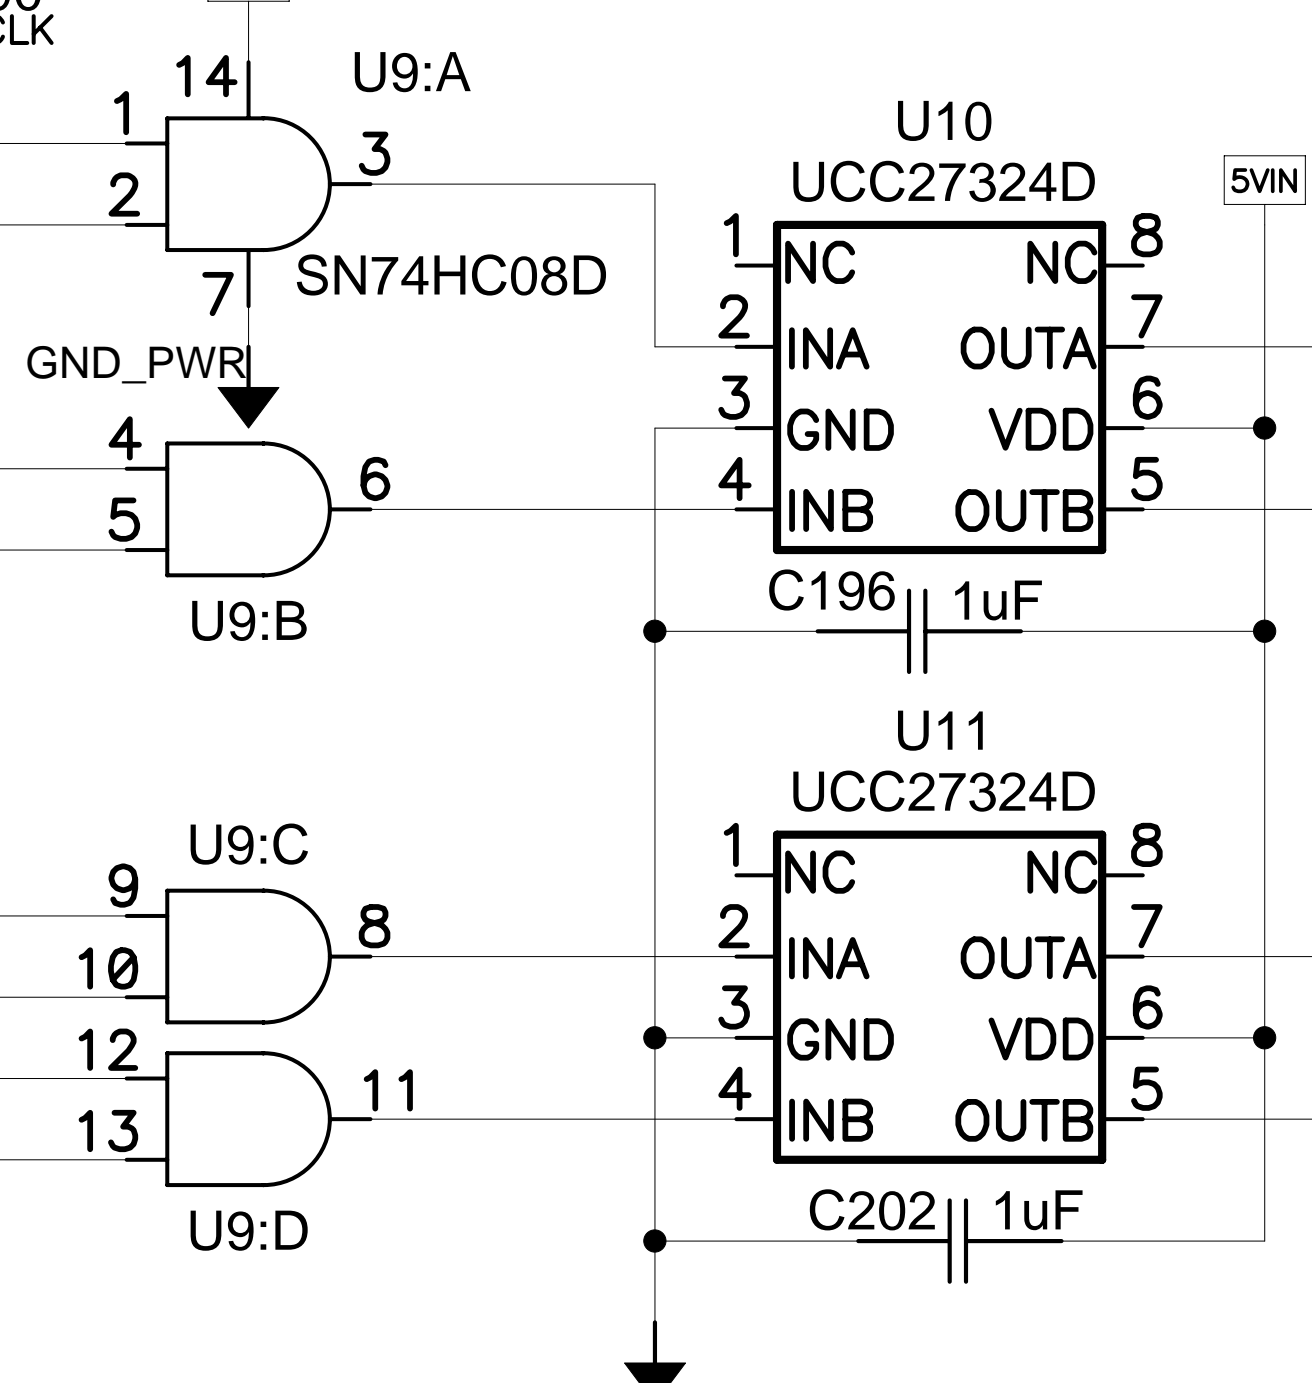 CLK
14
U9:A
1
3
2
SN74HC08D
7
GND_PWR
4
6
5
U9:B
U10
UCC27324D
5VIN
1 NC NC 8
2 INA OUTA 7
3 GND VDD 6
4 INB OUTB 5
C196 1uF
U11
UCC27324D
1 NC NC 8
2 INA OUTA 7
3 GND VDD 6
4 INB OUTB 5
C202 1uF
U9:C
9
8
10
12
11
13
U9:D